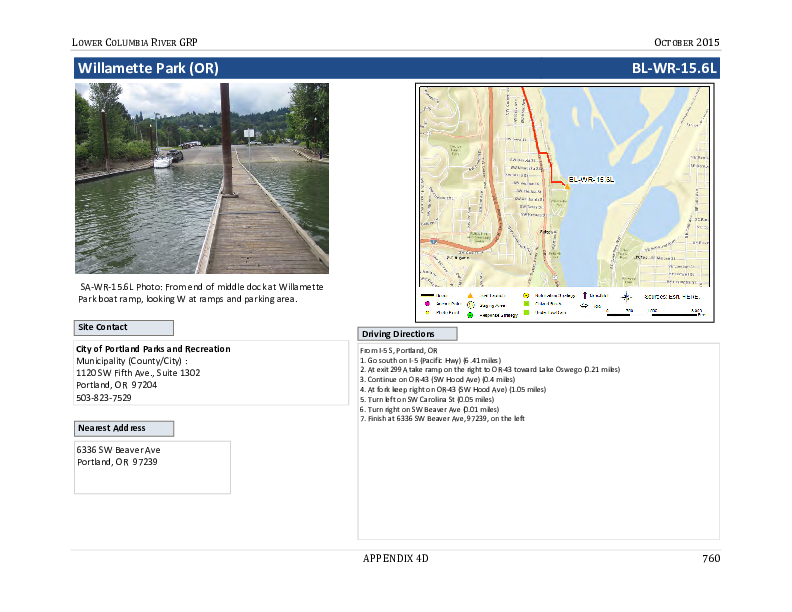 LOWER COLUMBIA RIVER GRP
OCTOBER 2015
Willamette Park (OR)
BL-WR-15.6L
BL-WR-15.6L
Sources: Esri, HERE,
SA-WR-15.6L Photo: From end of middle dock at Willamette
Park boat ramp, looking W at ramps and parking area.
Site Contact
City of Portland Parks and Recreation
Municipality (County/City) :
1120 SW Fifth Ave., Suite 1302
Portland, OR 97204
503-823-7529
Nearest Address
6336 SW Beaver Ave
Portland, OR 97239
Driving Directions
From I-5 S, Portland, OR
1. Go south on I-5 (Pacific Hwy) (6.41 miles)
2. At exit 299A take ramp on the right to OR-43 toward Lake Oswego (0.21 miles)
3. Continue on OR-43 (SW Hood Ave) (0.4 miles)
4. At fork keep right on OR-43 (SW Hood Ave) (1.05 miles)
5. Turn left on SW Carolina St (0.05 miles)
6. Turn right on SW Beaver Ave (0.01 miles)
7. Finish at 6336 SW Beaver Ave, 97239, on the left
APPENDIX 4D
760